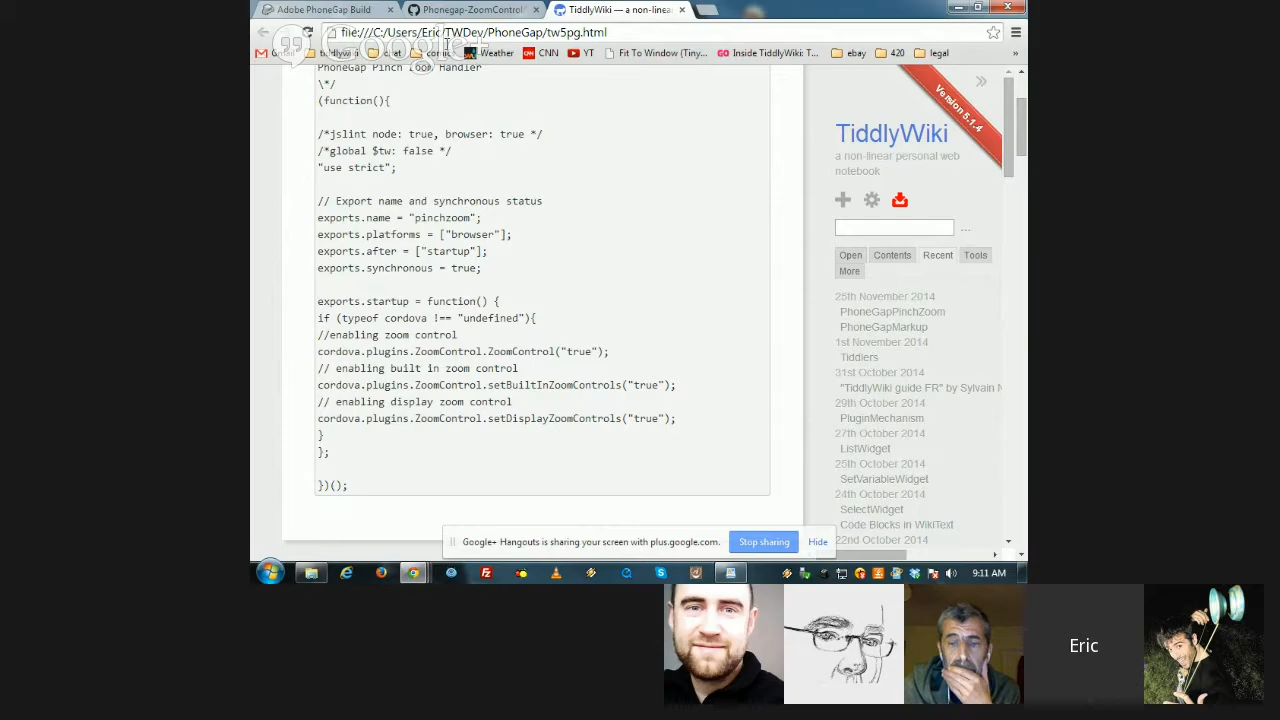 Adobe PhoneGap Build
Phonegap-ZoomControl
TiddlyWiki — a non-linear
file:///C:/Users/Eric/TWDev/PhoneGap/tw5pg.html
Google+
Gmail
Weather
CNN
YT
Fit To Window (Tiny...
Inside TiddlyWiki: T...
ebay
420
legal
»
PhoneGap Pinch Zoom Handler
\*/
(function(){
/*jslint node: true, browser: true */
/*global $tw: false */
"use strict";
// Export name and synchronous status
exports.name = "pinchzoom";
exports.platforms = ["browser"];
exports.after = ["startup"];
exports.synchronous = true;
exports.startup = function() {
if (typeof cordova !== "undefined"){
//enabling zoom control
cordova.plugins.ZoomControl.ZoomControl("true");
// enabling built in zoom control
cordova.plugins.ZoomControl.setBuiltInZoomControls("true");
// enabling display zoom control
cordova.plugins.ZoomControl.setDisplayZoomControls("true");
}
};
})();
Version 5.1.4
TiddlyWiki
a non-linear personal web
notebook
...
Open Contents Recent Tools
More
25th November 2014
PhoneGapPinchZoom
PhoneGapMarkup
1st November 2014
Tiddlers
31st October 2014
"TiddlyWiki guide FR" by Sylvain N
29th October 2014
PluginMechanism
27th October 2014
ListWidget
25th October 2014
SetVariableWidget
24th October 2014
SelectWidget
Code Blocks in WikiText
22nd October 2014
Google+ Hangouts is sharing your screen with plus.google.com.
Stop sharing
Hide
9:11 AM
Eric